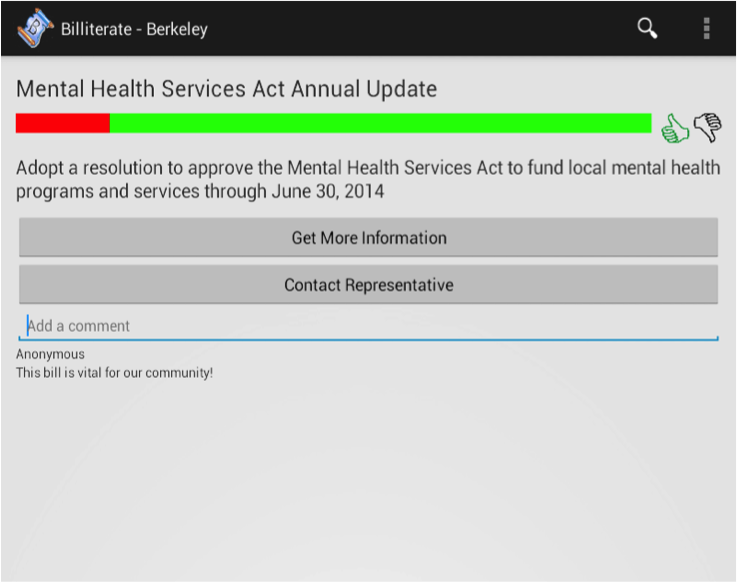 Billiterate - Berkeley
Mental Health Services Act Annual Update
Adopt a resolution to approve the Mental Health Services Act to fund local mental health
programs and services through June 30, 2014
Get More Information
Contact Representative
Add a comment
Anonymous
This bill is vital for our community!